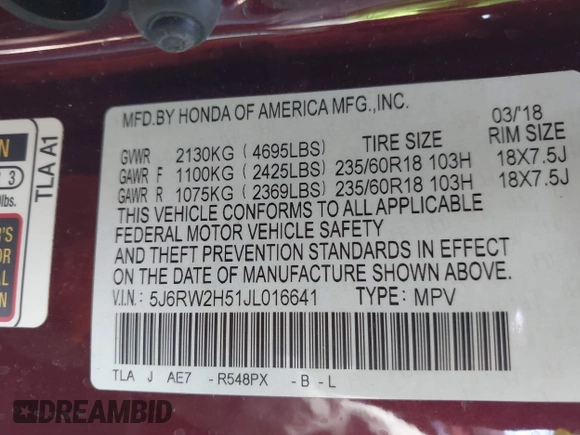 MFD.BY HONDA OF AMERICA MFG.,INC. 03/'18
GVWR 2130KG (4695LBS) TIRE SIZE RIM SIZE
GAWR F 1100KG (2425LBS) 235/60R18 103H 18X7.5J
GAWR R 1075KG (2369LBS) 235/60R18 103H 18X7.5J
THIS VEHICLE CONFORMS TO ALL APPLICABLE
FEDERAL MOTOR VEHICLE SAFETY
AND THEFT PREVENTION STANDARDS IN EFFECT
ON THE DATE OF MANUFACTURE SHOWN ABOVE.
V.I.N.: 5J6RW2H51JL016641 TYPE: MPV
TLA J AE7 - R548PX - B - L
TLA A1
3
lbs.
DREAMBID